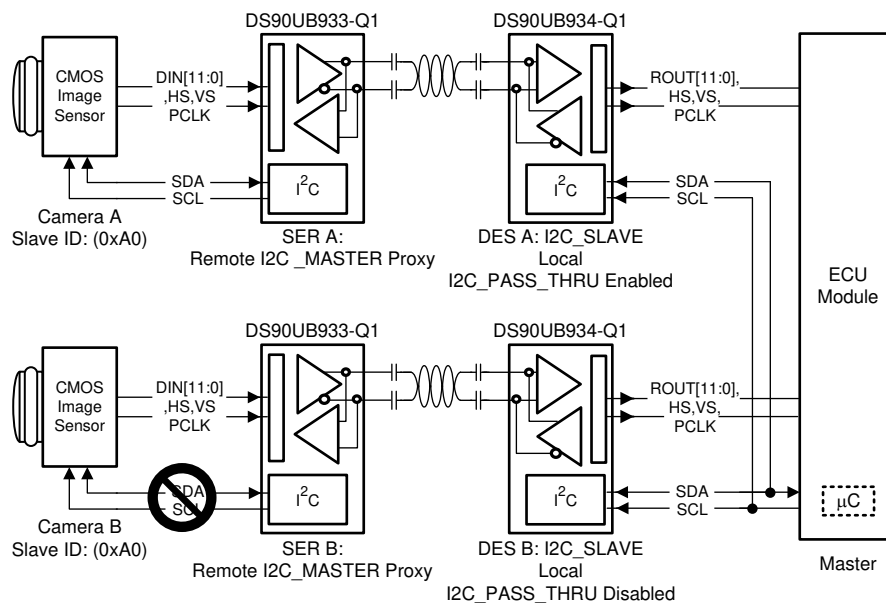 DS90UB933-Q1
DS90UB934-Q1
CMOS
Image
Sensor
DIN[11:0]
,HS,VS
PCLK
ROUT[11:0],
HS,VS,
PCLK
SDA
SCL
I2C
I2C
SDA
SCL
Camera A
Slave ID: (0xA0)
SER A:
Remote I2C _MASTER Proxy
DES A: I2C_SLAVE
Local
I2C_PASS_THRU Enabled
ECU
Module
DS90UB933-Q1
DS90UB934-Q1
CMOS
Image
Sensor
DIN[11:0]
,HS,VS
PCLK
ROUT[11:0],
HS,VS,
PCLK
SDA
SCL
I2C
I2C
SDA
SCL
µC
Camera B
Slave ID: (0xA0)
SER B:
Remote I2C_MASTER Proxy
DES B: I2C_SLAVE
Local
I2C_PASS_THRU Disabled
Master